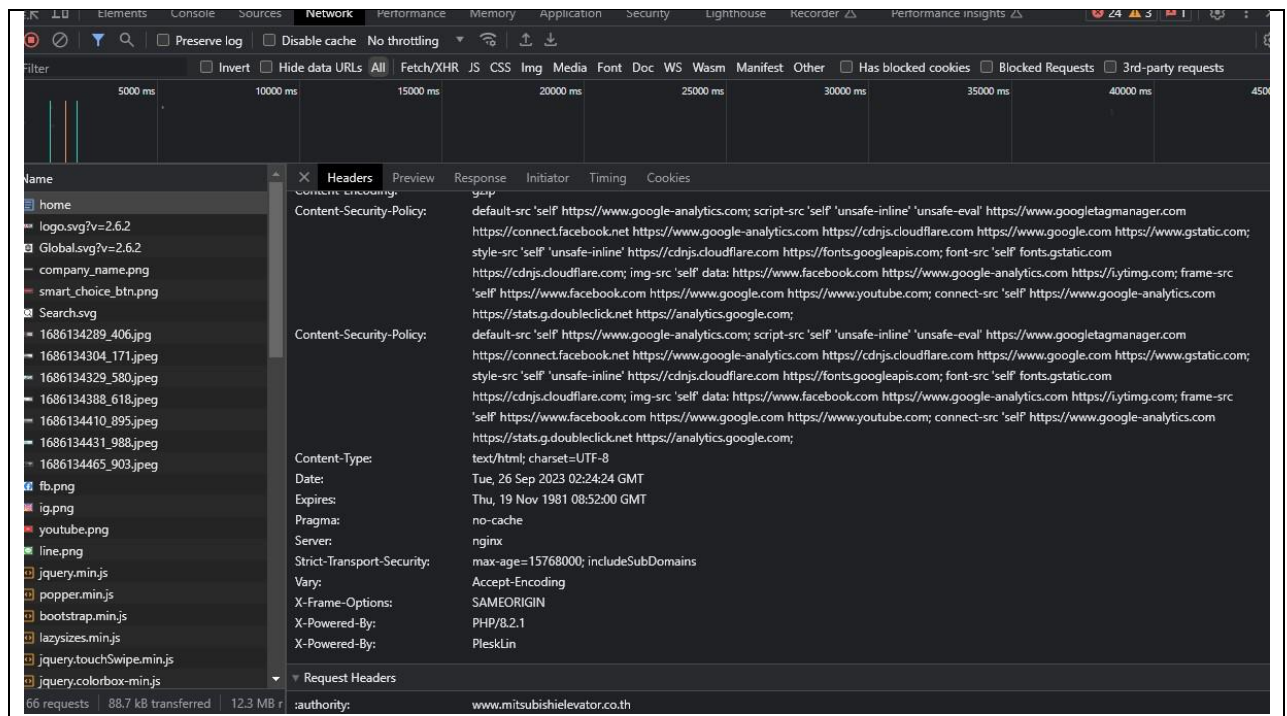 Elements Console Sources Network Performance Memory Application Security Lighthouse Recorder Performance insights 24 3 1
Preserve log Disable cache No throttling
Filter Invert Hide data URLs All Fetch/XHR JS CSS Img Media Font Doc WS Wasm Manifest Other Has blocked cookies Blocked Requests 3rd-party requests
5000 ms 10000 ms 15000 ms 20000 ms 25000 ms 30000 ms 35000 ms 40000 ms
Name
home
logo.svg?v=2.6.2
Global.svg?v=2.6.2
company_name.png
smart_choice_btn.png
Search.svg
1686134289_406.jpg
1686134304_171.jpeg
1686134329_580.jpeg
1686134388_618.jpeg
1686134410_895.jpeg
1686134431_988.jpeg
1686134465_903.jpeg
fb.png
ig.png
youtube.png
line.png
jquery.min.js
popper.min.js
bootstrap.min.js
lazysizes.min.js
jquery.touchSwipe.min.js
jquery.colorbox-min.js
66 requests 88.7 kB transferred 12.3 MB r
Headers Preview Response Initiator Timing Cookies
Content-Encoding: gzip
Content-Security-Policy: default-src 'self' https://www.google-analytics.com; script-src 'self' 'unsafe-inline' 'unsafe-eval' https://www.googletagmanager.com
https://connect.facebook.net https://www.google-analytics.com https://cdnjs.cloudflare.com https://www.google.com https://www.gstatic.com;
style-src 'self' 'unsafe-inline' https://cdnjs.cloudflare.com https://fonts.googleapis.com; font-src 'self' fonts.gstatic.com
https://cdnjs.cloudflare.com; img-src 'self' data: https://www.facebook.com https://www.google-analytics.com https://i.ytimg.com; frame-src
'self' https://www.facebook.com https://www.google.com https://www.youtube.com; connect-src 'self' https://www.google-analytics.com
https://stats.g.doubleclick.net https://analytics.google.com;
Content-Security-Policy: default-src 'self' https://www.google-analytics.com; script-src 'self' 'unsafe-inline' 'unsafe-eval' https://www.googletagmanager.com
https://connect.facebook.net https://www.google-analytics.com https://cdnjs.cloudflare.com https://www.google.com https://www.gstatic.com;
style-src 'self' 'unsafe-inline' https://cdnjs.cloudflare.com https://fonts.googleapis.com; font-src 'self' fonts.gstatic.com
https://cdnjs.cloudflare.com; img-src 'self' data: https://www.facebook.com https://www.google-analytics.com https://i.ytimg.com; frame-src
'self' https://www.facebook.com https://www.google.com https://www.youtube.com; connect-src 'self' https://www.google-analytics.com
https://stats.g.doubleclick.net https://analytics.google.com;
Content-Type: text/html; charset=UTF-8
Date: Tue, 26 Sep 2023 02:24:24 GMT
Expires: Thu, 19 Nov 1981 08:52:00 GMT
Pragma: no-cache
Server: nginx
Strict-Transport-Security: max-age=15768000; includeSubDomains
Vary: Accept-Encoding
X-Frame-Options: SAMEORIGIN
X-Powered-By: PHP/8.2.1
X-Powered-By: PleskLin
Request Headers
:authority: www.mitsubishielevator.co.th